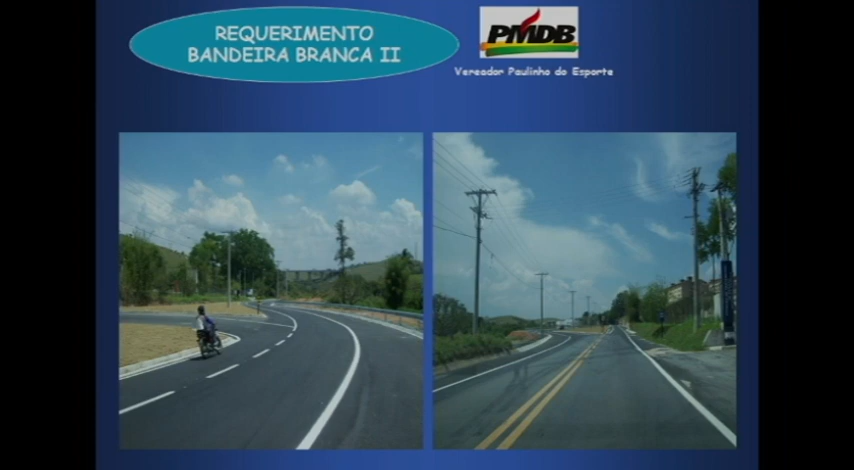 REQUERIMENTO
BANDEIRA BRANCA II
PMDB
Vereador Paulinho do Esporte